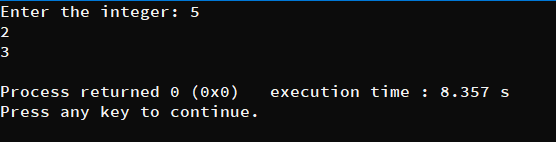 Enter the integer: 5
2
3
Process returned 0 (0x0)   execution time : 8.357 s
Press any key to continue.